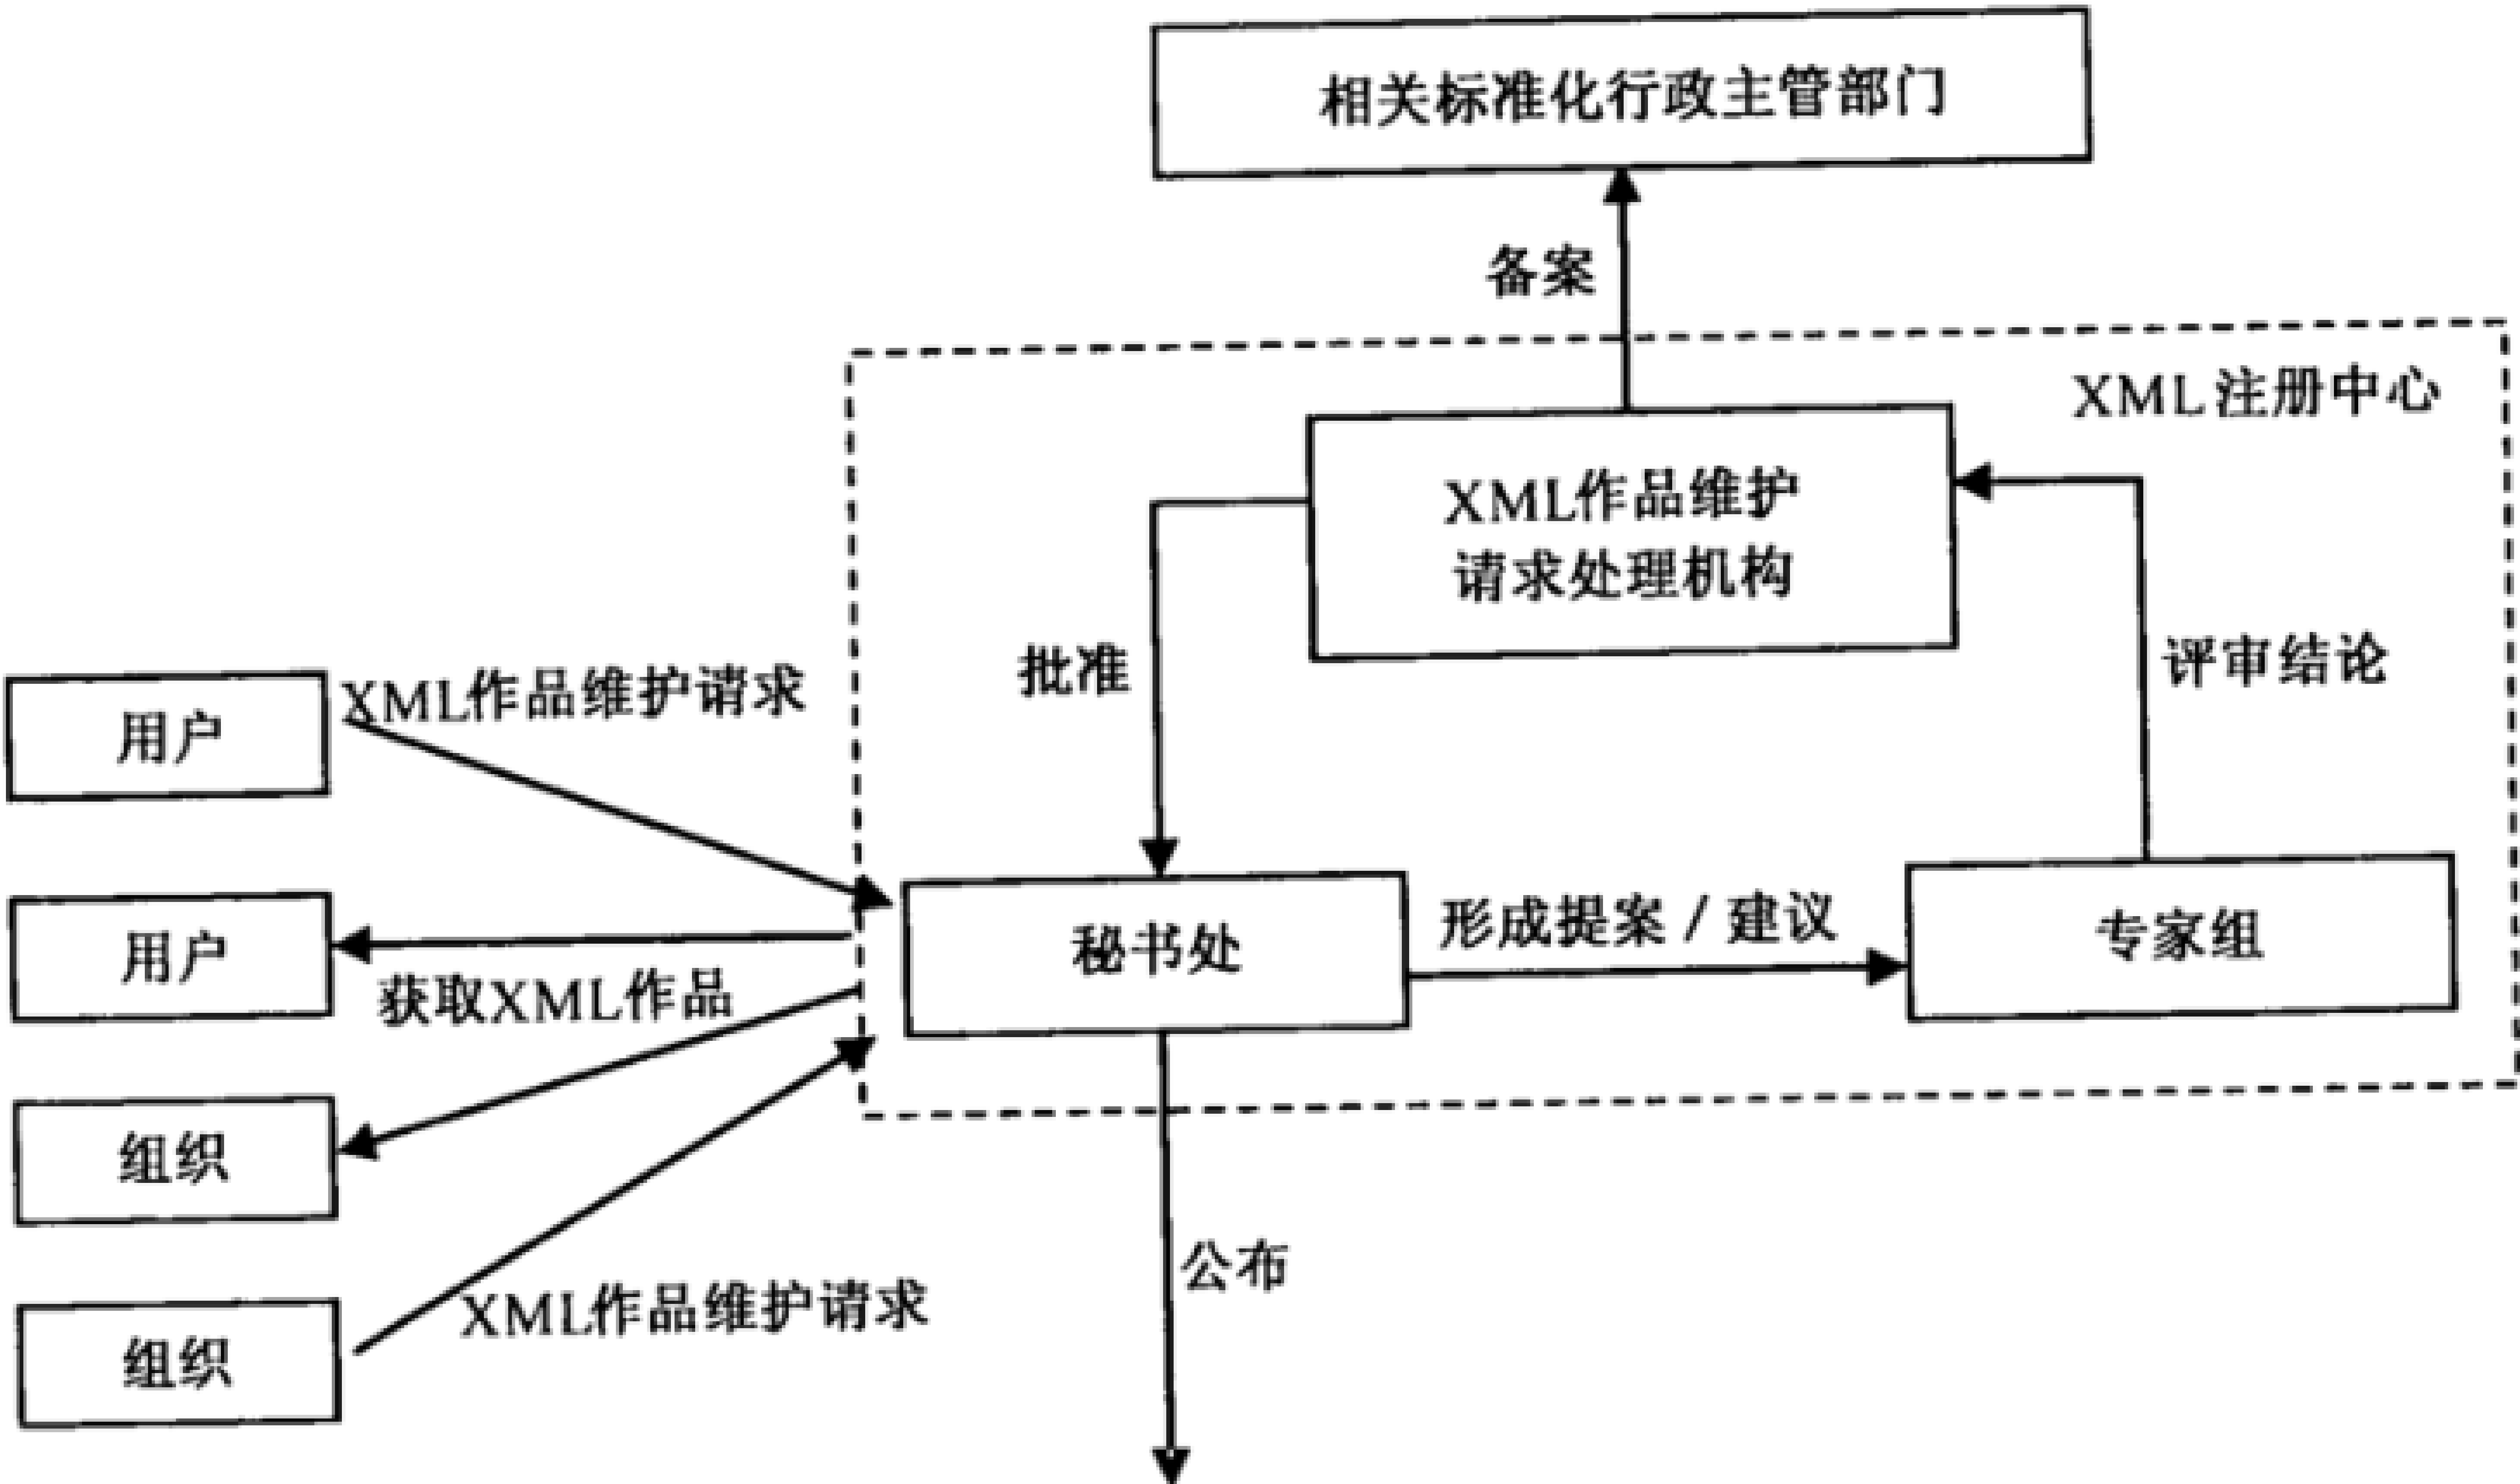 相关标准化行政主管部门
备案
XML注册中心
XML作品维护
请求处理机构
批准
评审结论
XML作品维护请求
用户
用户
获取XML作品
秘书处
形成提案/建议
专家组
组织
公布
XML作品维护请求
组织